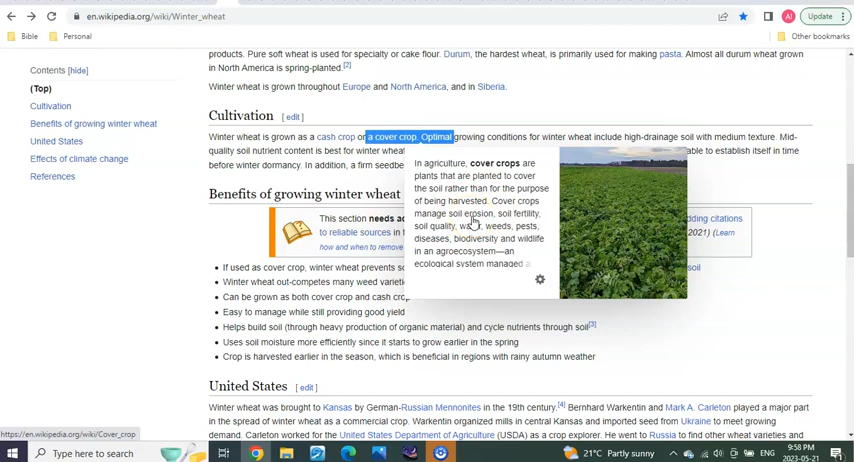 en.wikipedia.org/wiki/Winter_wheat
AI
Update
Bible
Personal
Other bookmarks
Contents [hide]
(Top)
Cultivation
Benefits of growing winter wheat
United States
Effects of climate change
References
products. Pure soft wheat is used for specialty or cake flour. Durum, the hardest wheat, is primarily used for making pasta. Almost all durum wheat grown
in North America is spring-planted.[2]
Winter wheat is grown throughout Europe and North America, and in Siberia.
Cultivation [ edit ]
Winter wheat is grown as a cash crop or a cover crop. Optimal growing conditions for winter wheat include high-drainage soil with medium texture. Mid-
quality soil nutrient content is best for winter wheat
able to establish itself in time
before winter dormancy. In addition, a firm seedbe
In agriculture, cover crops are
plants that are planted to cover
the soil rather than for the purpose
of being harvested. Cover crops
manage soil erosion, soil fertility,
soil quality, water, weeds, pests,
diseases, biodiversity and wildlife
in an agroecosystem—an
ecological system managed a
Benefits of growing winter wheat
This section needs ad
dding citations
to reliable sources in
2021) (Learn
how and when to remove
If used as cover crop, winter wheat prevents so
soil
Winter wheat out-competes many weed varieti
Can be grown as both cover crop and cash crop
Easy to manage while still providing good yield
Helps build soil (through heavy production of organic material) and cycle nutrients through soil[3]
Uses soil moisture more efficiently since it starts to grow earlier in the spring
Crop is harvested earlier in the season, which is beneficial in regions with rainy autumn weather
United States [ edit ]
Winter wheat was brought to Kansas by German-Russian Mennonites in the 19th century.[4] Bernhard Warkentin and Mark A. Carleton played a major part
in the spread of winter wheat as a commercial crop. Warkentin organized mills in central Kansas and imported seed from Ukraine to meet growing
demand. Carleton worked for the United States Department of Agriculture (USDA) as a crop explorer. He went to Russia to find other wheat varieties and
https://en.wikipedia.org/wiki/Cover_crop
Type here to search
21°C Partly sunny
ENG
9:58 PM
2023-05-21